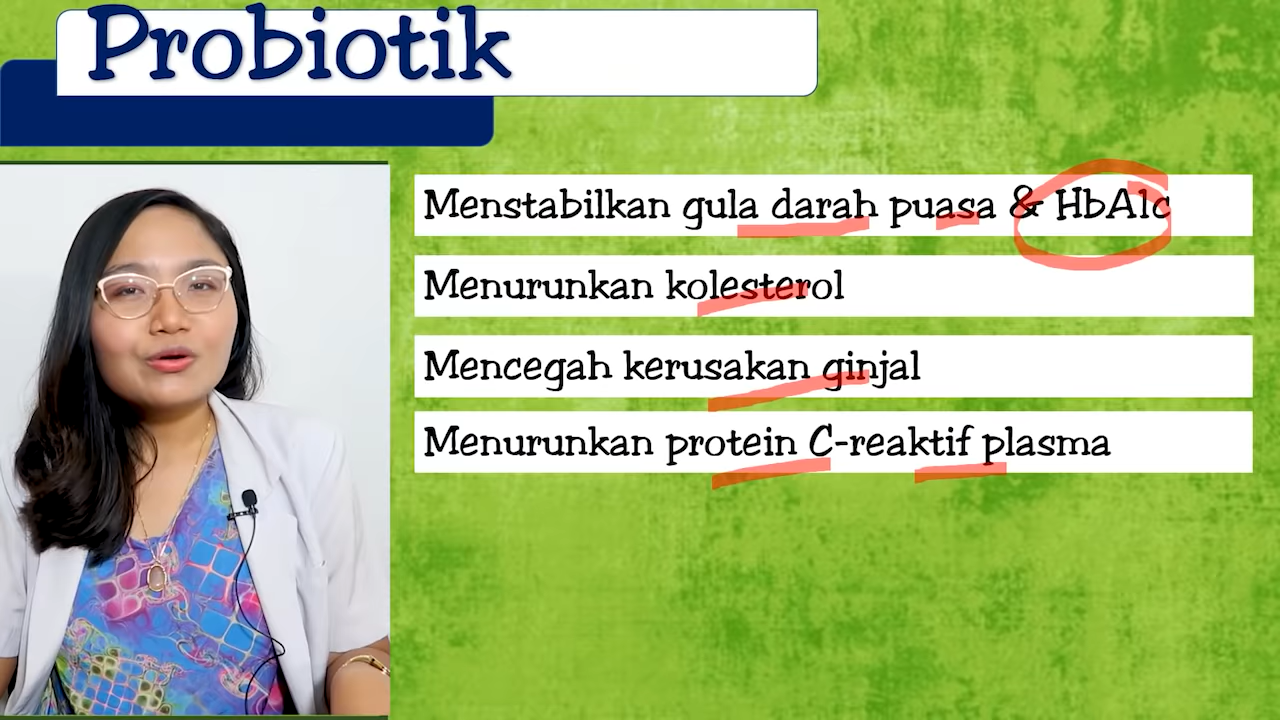 Probiotik
Menstabilkan gula darah puasa & HbA1c
Menurunkan kolesterol
Mencegah kerusakan ginjal
Menurunkan protein C-reaktif plasma